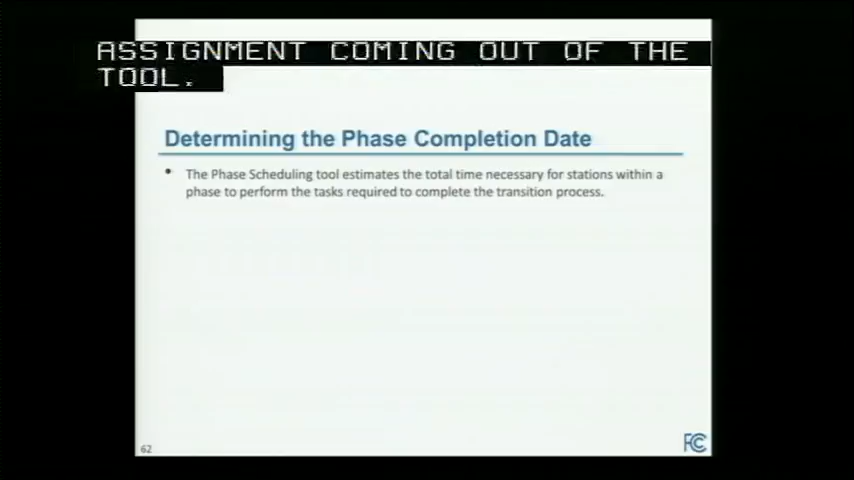 ASSIGNMENT COMING OUT OF THE
TOOL.
Determining the Phase Completion Date
• The Phase Scheduling tool estimates the total time necessary for stations within a
phase to perform the tasks required to complete the transition process.
62
FCC